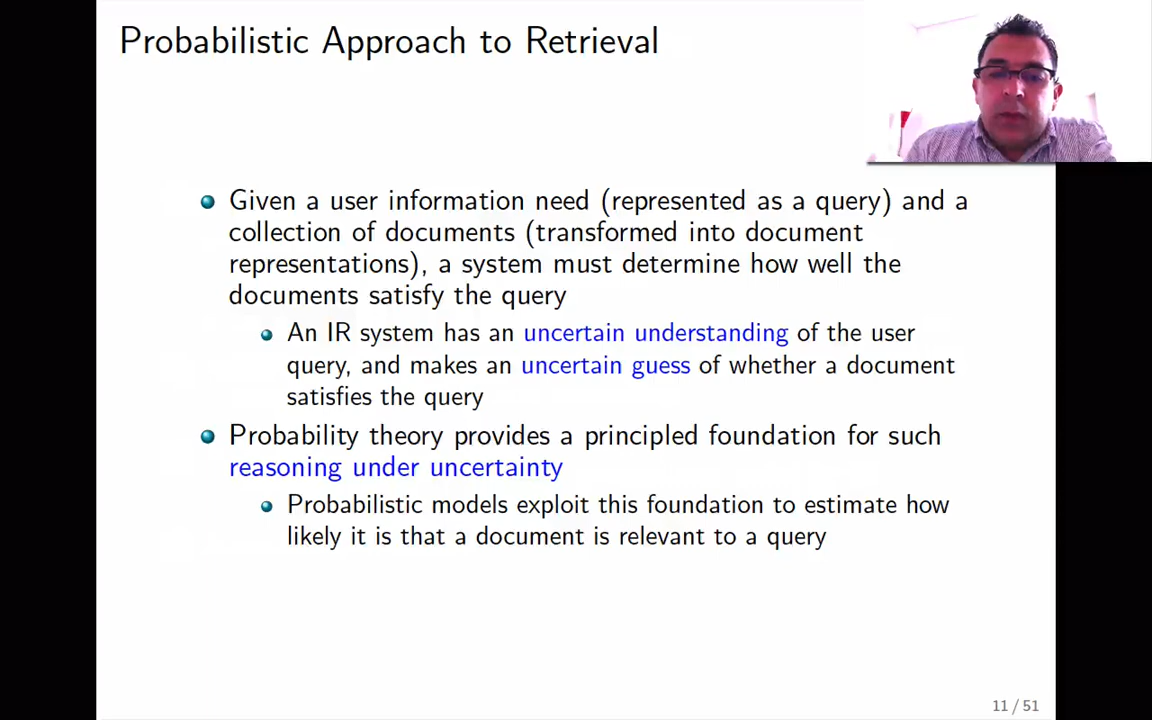 Probabilistic Approach to Retrieval
Given a user information need (represented as a query) and a
collection of documents (transformed into document
representations), a system must determine how well the
documents satisfy the query
An IR system has an uncertain understanding of the user
query, and makes an uncertain guess of whether a document
satisfies the query
Probability theory provides a principled foundation for such
reasoning under uncertainty
Probabilistic models exploit this foundation to estimate how
likely it is that a document is relevant to a query
11 / 51